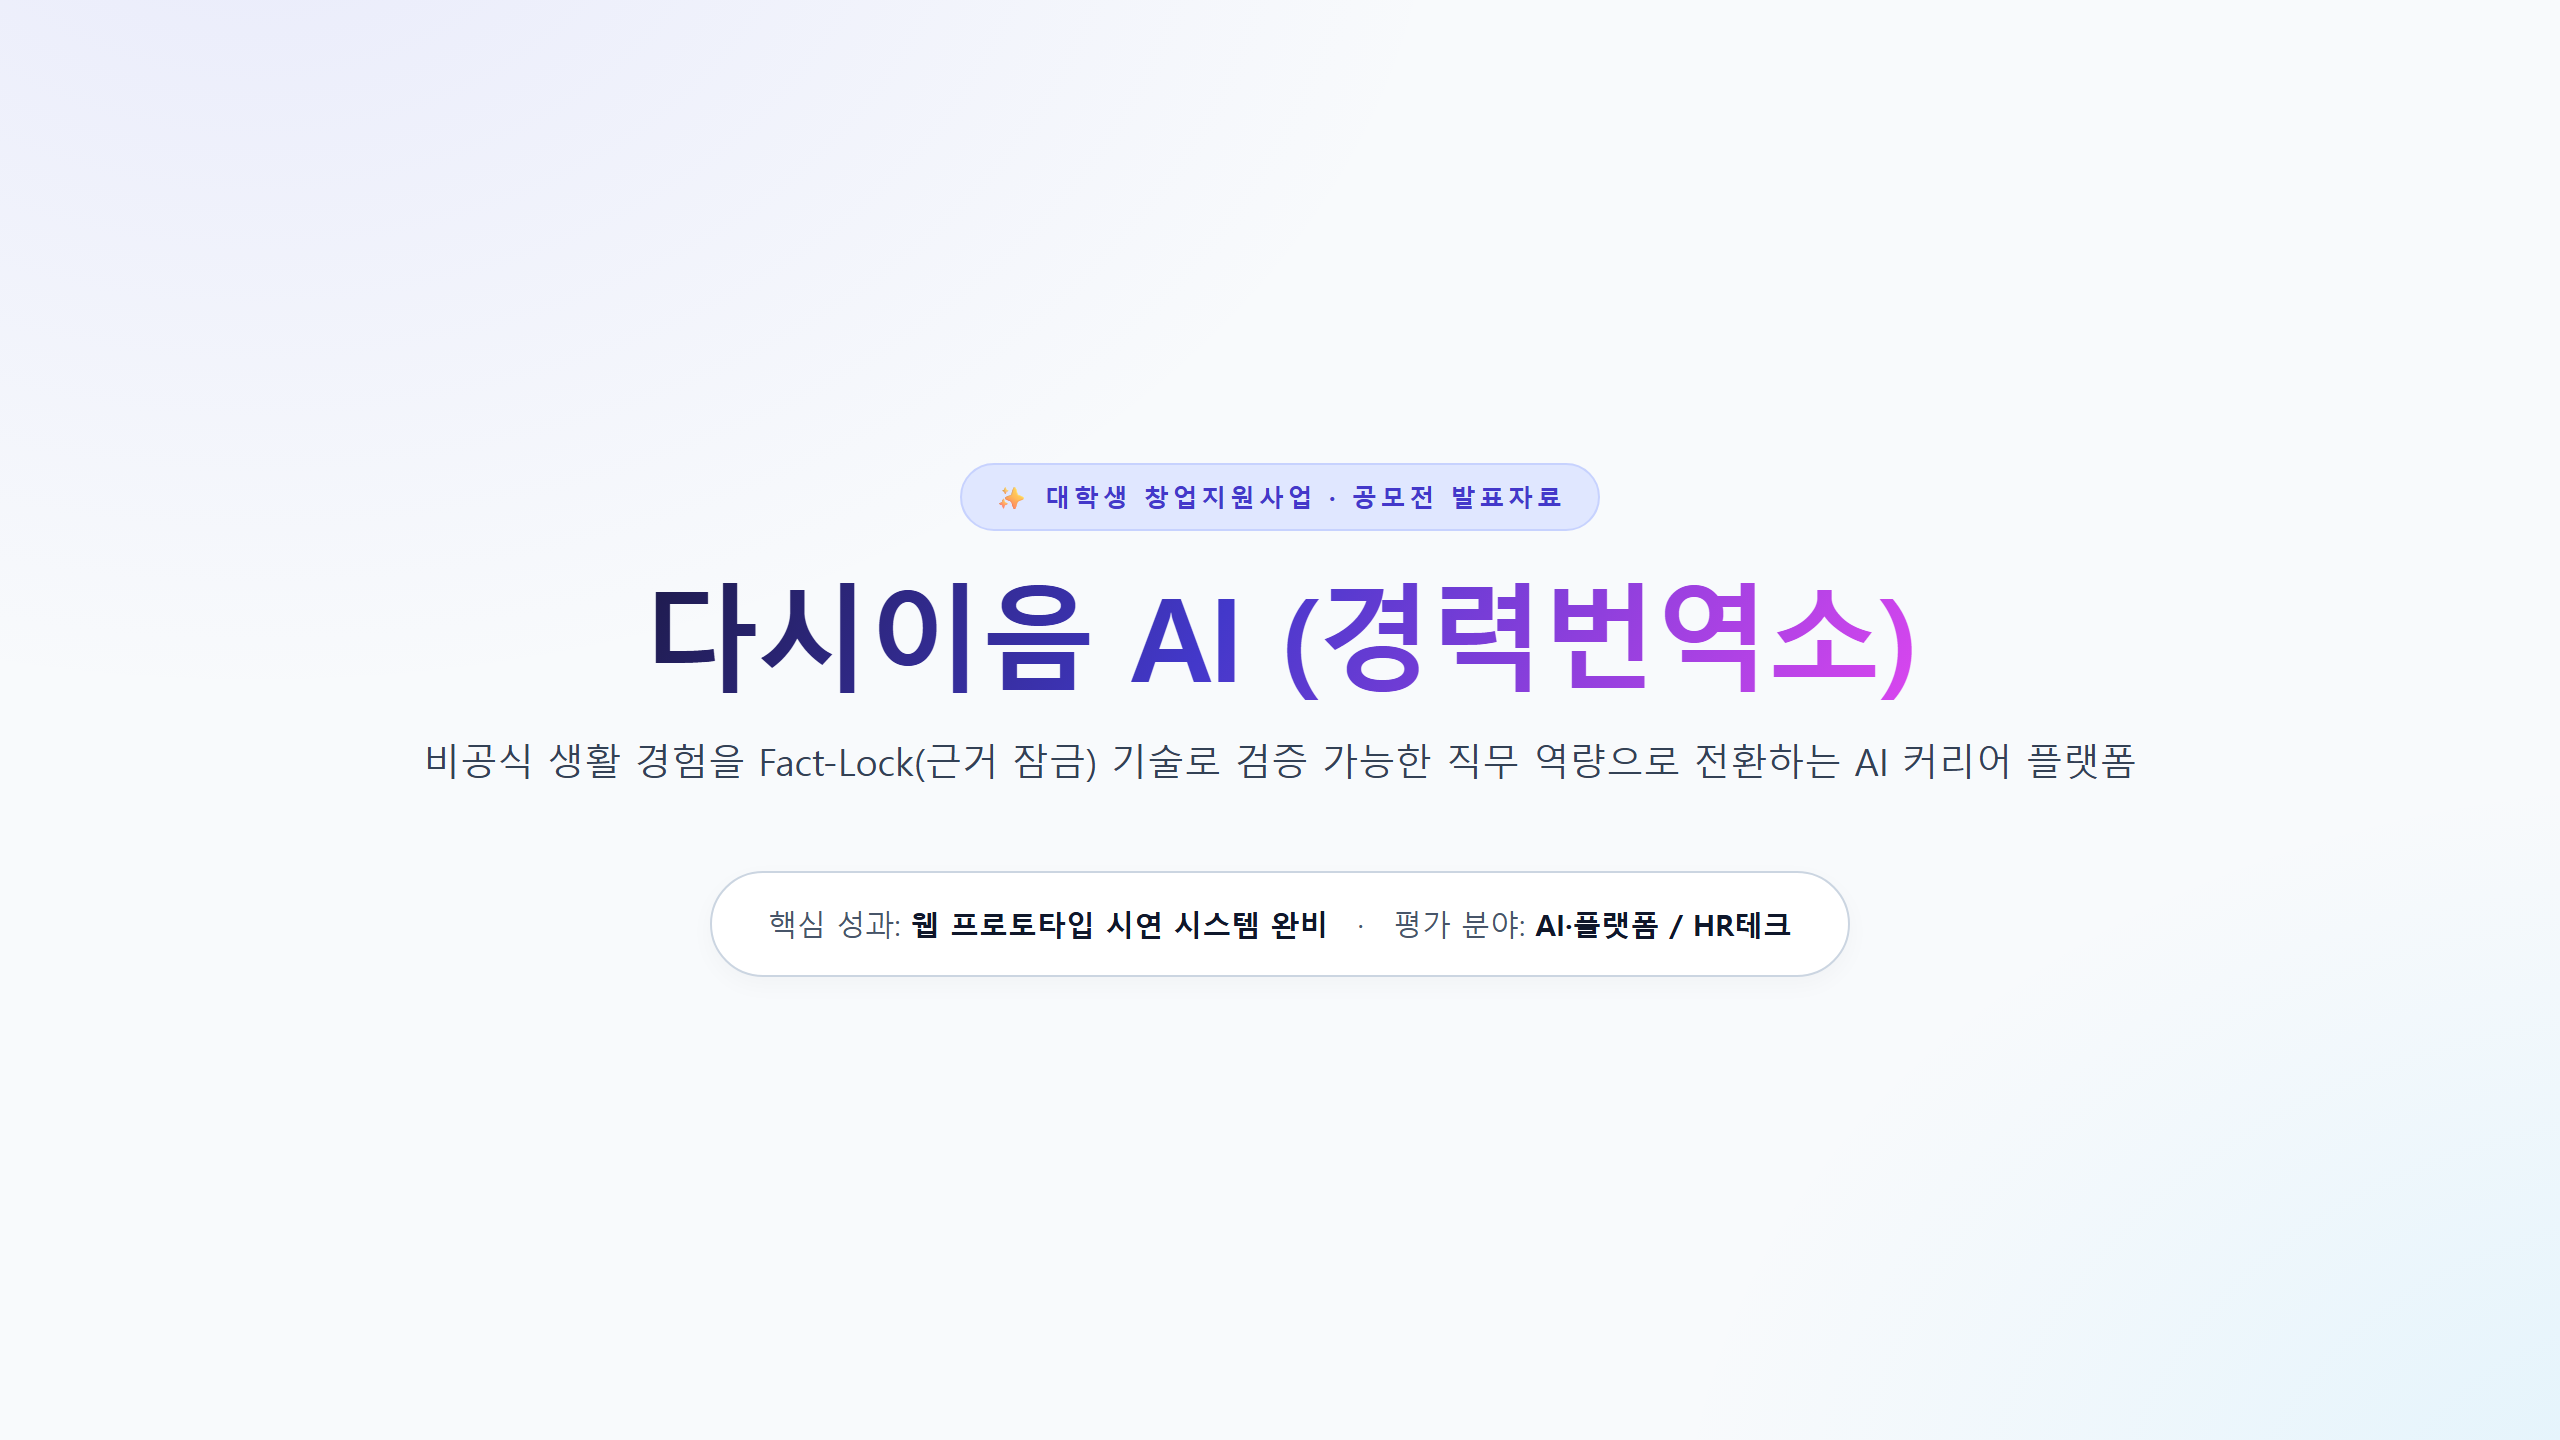 ✨ 대학생 창업지원사업 · 공모전 발표자료
다시이음 AI (경력번역소)
비공식 생활 경험을 Fact-Lock(근거 잠금) 기술로 검증 가능한 직무 역량으로 전환하는 AI 커리어 플랫폼
핵심 성과: 웹 프로토타입 시연 시스템 완비 · 평가 분야: AI·플랫폼 / HR테크